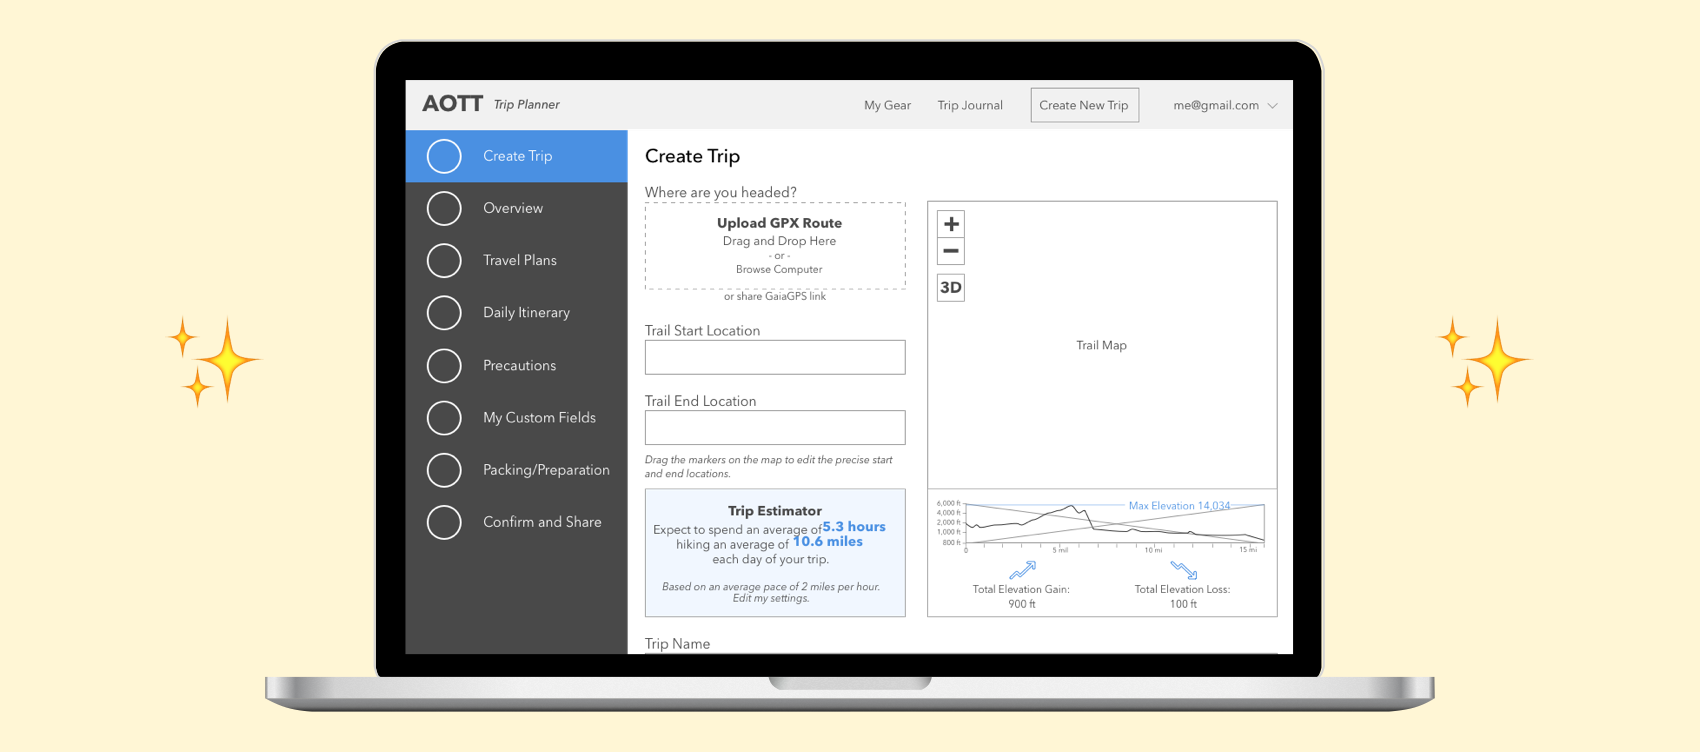 AOTT Trip Planner
My Gear
Trip Journal
Create New Trip
me@gmail.com
Create Trip
Overview
Travel Plans
Daily Itinerary
Precautions
My Custom Fields
Packing/Preparation
Confirm and Share
Create Trip
Where are you headed?
Upload GPX Route
Drag and Drop Here
- or -
Browse Computer
or share GaiaGPS link
Trail Start Location
Trail End Location
Drag the markers on the map to edit the precise start
and end locations.
Trip Estimator
Expect to spend an average of 5.3 hours
hiking an average of 10.6 miles
each day of your trip.
Based on an average pace of 2 miles per hour.
Edit my settings.
Trip Name
+
−
3D
Trail Map
Max Elevation 14,034
6,000 ft
4,000 ft
2,000 ft
1,000 ft
800 ft
0
5 mil
10 mi
15 mi
Total Elevation Gain:
900 ft
Total Elevation Loss:
100 ft